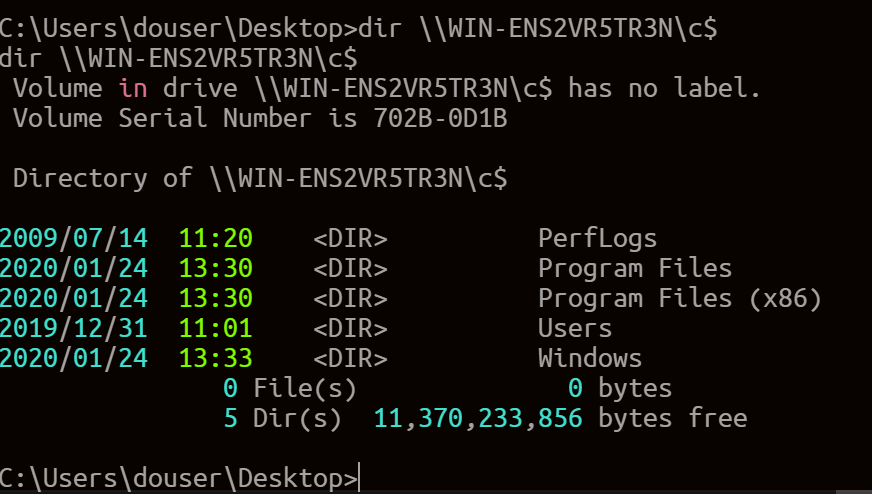 C:\Users\douser\Desktop>dir \\WIN-ENS2VR5TR3N\c$
dir \\WIN-ENS2VR5TR3N\c$
 Volume in drive \\WIN-ENS2VR5TR3N\c$ has no label.
 Volume Serial Number is 702B-0D1B

 Directory of \\WIN-ENS2VR5TR3N\c$

2009/07/14  11:20    <DIR>          PerfLogs
2020/01/24  13:30    <DIR>          Program Files
2020/01/24  13:30    <DIR>          Program Files (x86)
2019/12/31  11:01    <DIR>          Users
2020/01/24  13:33    <DIR>          Windows
               0 File(s)              0 bytes
               5 Dir(s)  11,370,233,856 bytes free

C:\Users\douser\Desktop>